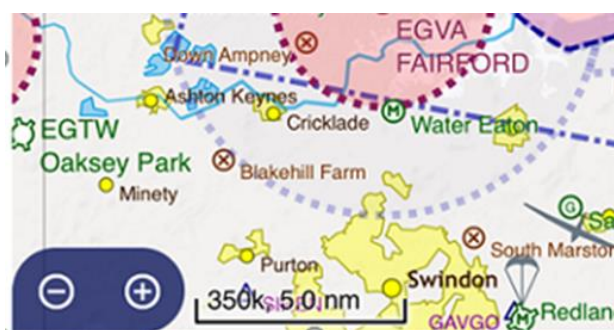 EGVA
FAIRFORD
Down Ampney
Ashton Keynes
Cricklade
M
Water Eaton
EGTW
Oaksey Park
Blakehill Farm
Minety
G
Sa
South Marston
Purton
Swindon
350k, 5.0 nm
GAVGO
M
Redlan